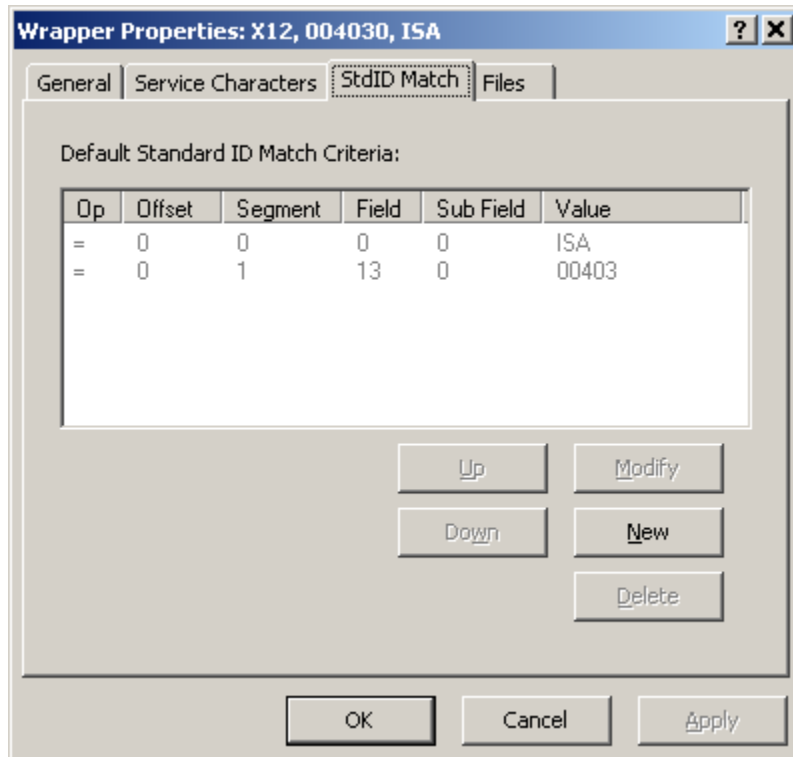 Wrapper Properties: X12, 004030, ISA ? X
General Service Characters StdID Match Files
Default Standard ID Match Criteria:
Op Offset Segment Field Sub Field Value
= 0 0 0 0 ISA
= 0 1 13 0 00403
Up Modify
Down New
Delete
OK Cancel Apply